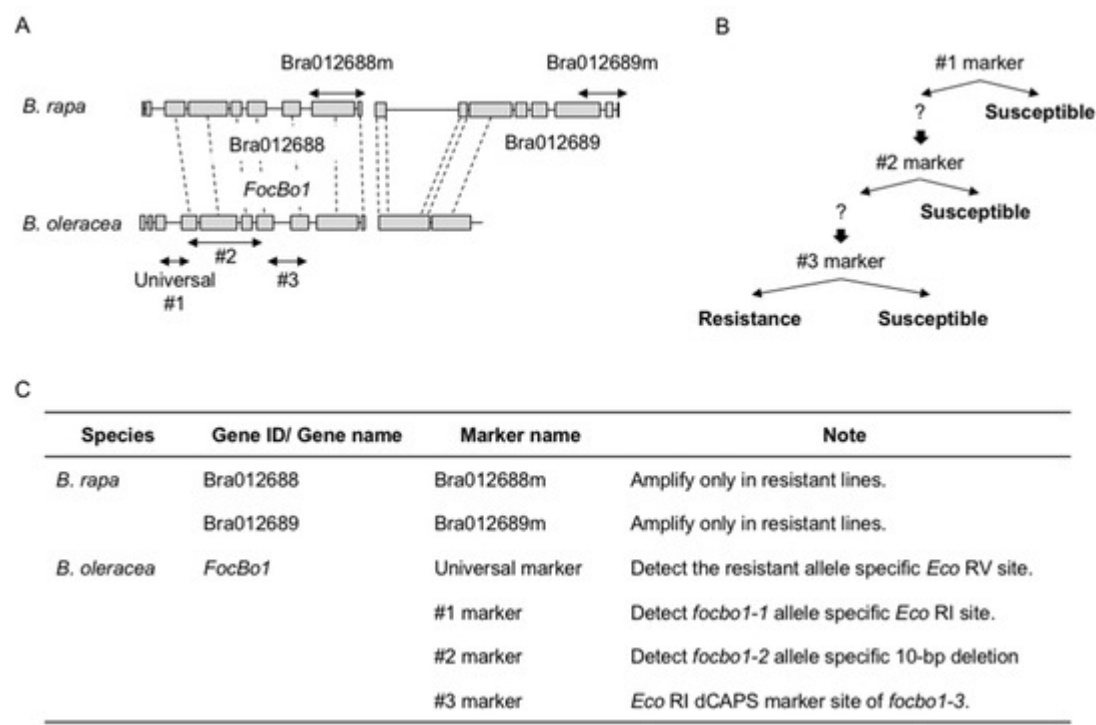 A
Bra012688m
Bra012689m
B. rapa
Bra012688
Bra012689
FocBo1
B. oleracea
#2
#3
Universal
#1
B
#1 marker
?
Susceptible
#2 marker
?
Susceptible
#3 marker
Resistance
Susceptible
C
Species Gene ID/ Gene name Marker name Note
B. rapa Bra012688 Bra012688m Amplify only in resistant lines.
Bra012689 Bra012689m Amplify only in resistant lines.
B. oleracea FocBo1 Universal marker Detect the resistant allele specific Eco RV site.
#1 marker Detect focbo1-1 allele specific Eco RI site.
#2 marker Detect focbo1-2 allele specific 10-bp deletion
#3 marker Eco RI dCAPS marker site of focbo1-3.